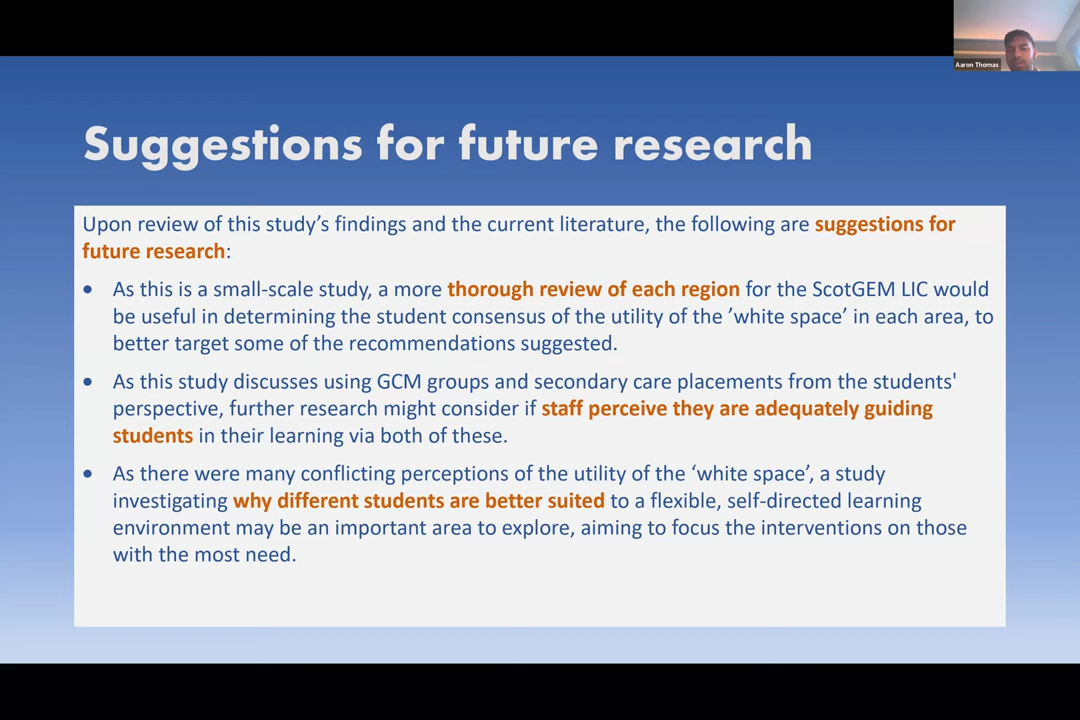 Aaron Thomas
Suggestions for future research
Upon review of this study’s findings and the current literature, the following are suggestions for
future research:
• As this is a small-scale study, a more thorough review of each region for the ScotGEM LIC would
be useful in determining the student consensus of the utility of the ’white space’ in each area, to
better target some of the recommendations suggested.
• As this study discusses using GCM groups and secondary care placements from the students'
perspective, further research might consider if staff perceive they are adequately guiding
students in their learning via both of these.
• As there were many conflicting perceptions of the utility of the ‘white space’, a study
investigating why different students are better suited to a flexible, self-directed learning
environment may be an important area to explore, aiming to focus the interventions on those
with the most need.